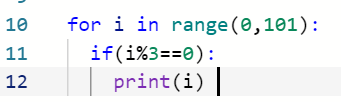 10 for i in range(0,101):
11 if(i%3==0):
12 print(i)